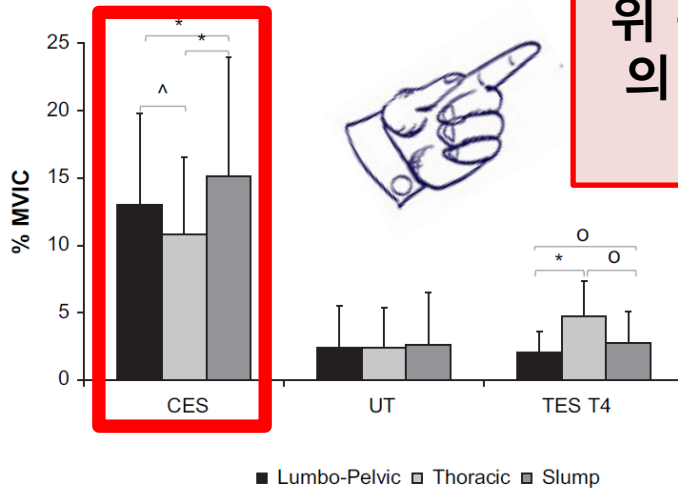 위
의
25
20
15
10
5
0
% MVIC
*
*
^
O
* O
CES UT TES T4
Lumbo-Pelvic Thoracic Slump